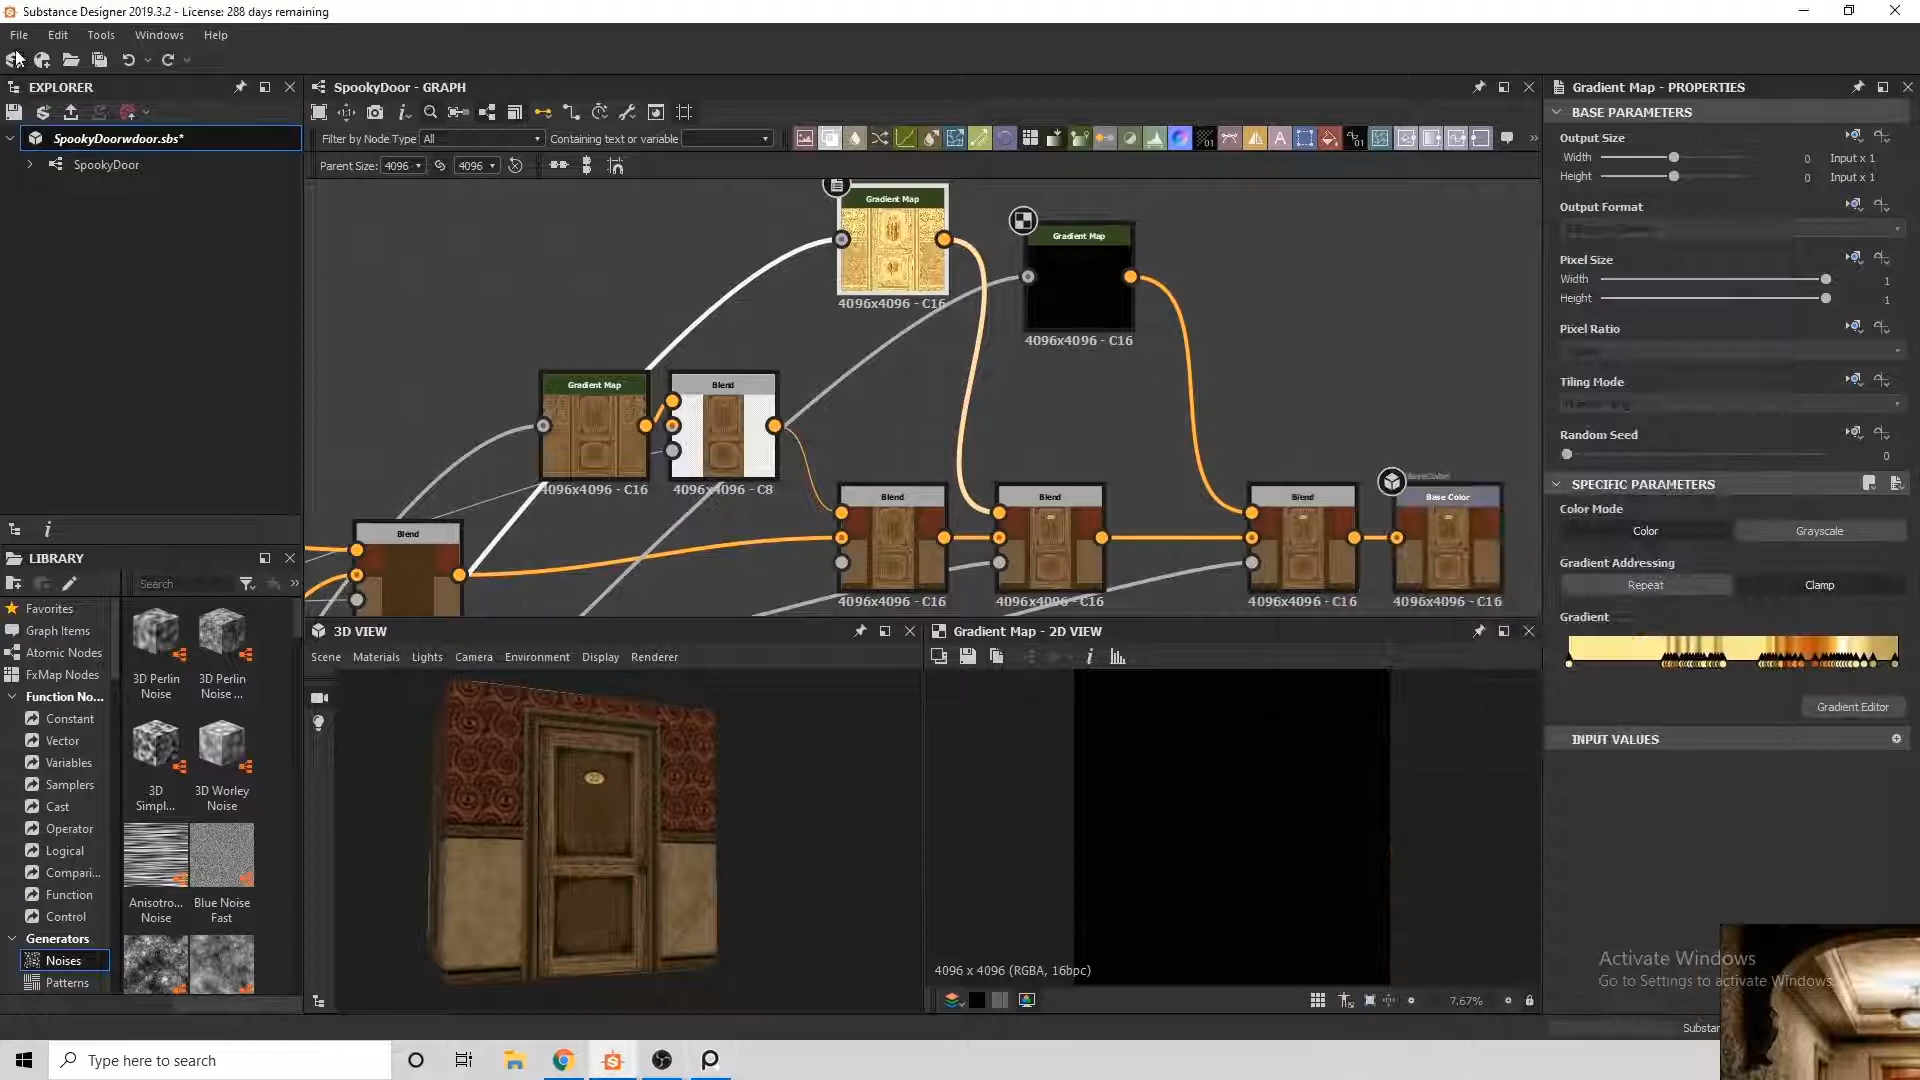 Substance Designer 2019.3.2 - License: 288 days remaining
File Edit Tools Windows Help
EXPLORER
SpookyDoorwdoor.sbs*
SpookyDoor
SpookyDoor - GRAPH
Filter by Node Type All Containing text or variable
Parent Size: 4096 4096
Gradient Map
4096x4096 - C16
Gradient Map
4096x4096 - C16
Gradient Map
4096x4096 - C16
Blend
4096x4096 - C8
Blend
Blend
4096x4096 - C16
Blend
4096x4096 - C16
Blend
4096x4096 - C16
Base Color
4096x4096 - C16
LIBRARY
Search
Favorites
Graph Items
Atomic Nodes
FxMap Nodes
Function No...
Constant
Vector
Variables
Samplers
Cast
Operator
Logical
Compari...
Function
Control
Generators
Noises
Patterns
3D Perlin
Noise
3D Perlin
Noise ...
3D
Simpl...
3D Worley
Noise
Anisotro...
Noise
Blue Noise
Fast
3D VIEW
Scene Materials Lights Camera Environment Display Renderer
Gradient Map - 2D VIEW
4096 x 4096 (RGBA, 16bpc)
7.67%
Gradient Map - PROPERTIES
BASE PARAMETERS
Output Size
Width 0 Input x 1
Height 0 Input x 1
Output Format
Pixel Size
Width 1
Height 1
Pixel Ratio
Tiling Mode
Random Seed
0
SPECIFIC PARAMETERS
Color Mode
Color Grayscale
Gradient Addressing
Repeat Clamp
Gradient
Gradient Editor
INPUT VALUES
Activate Windows
Go to Settings to activate Windows.
Substan
Type here to search